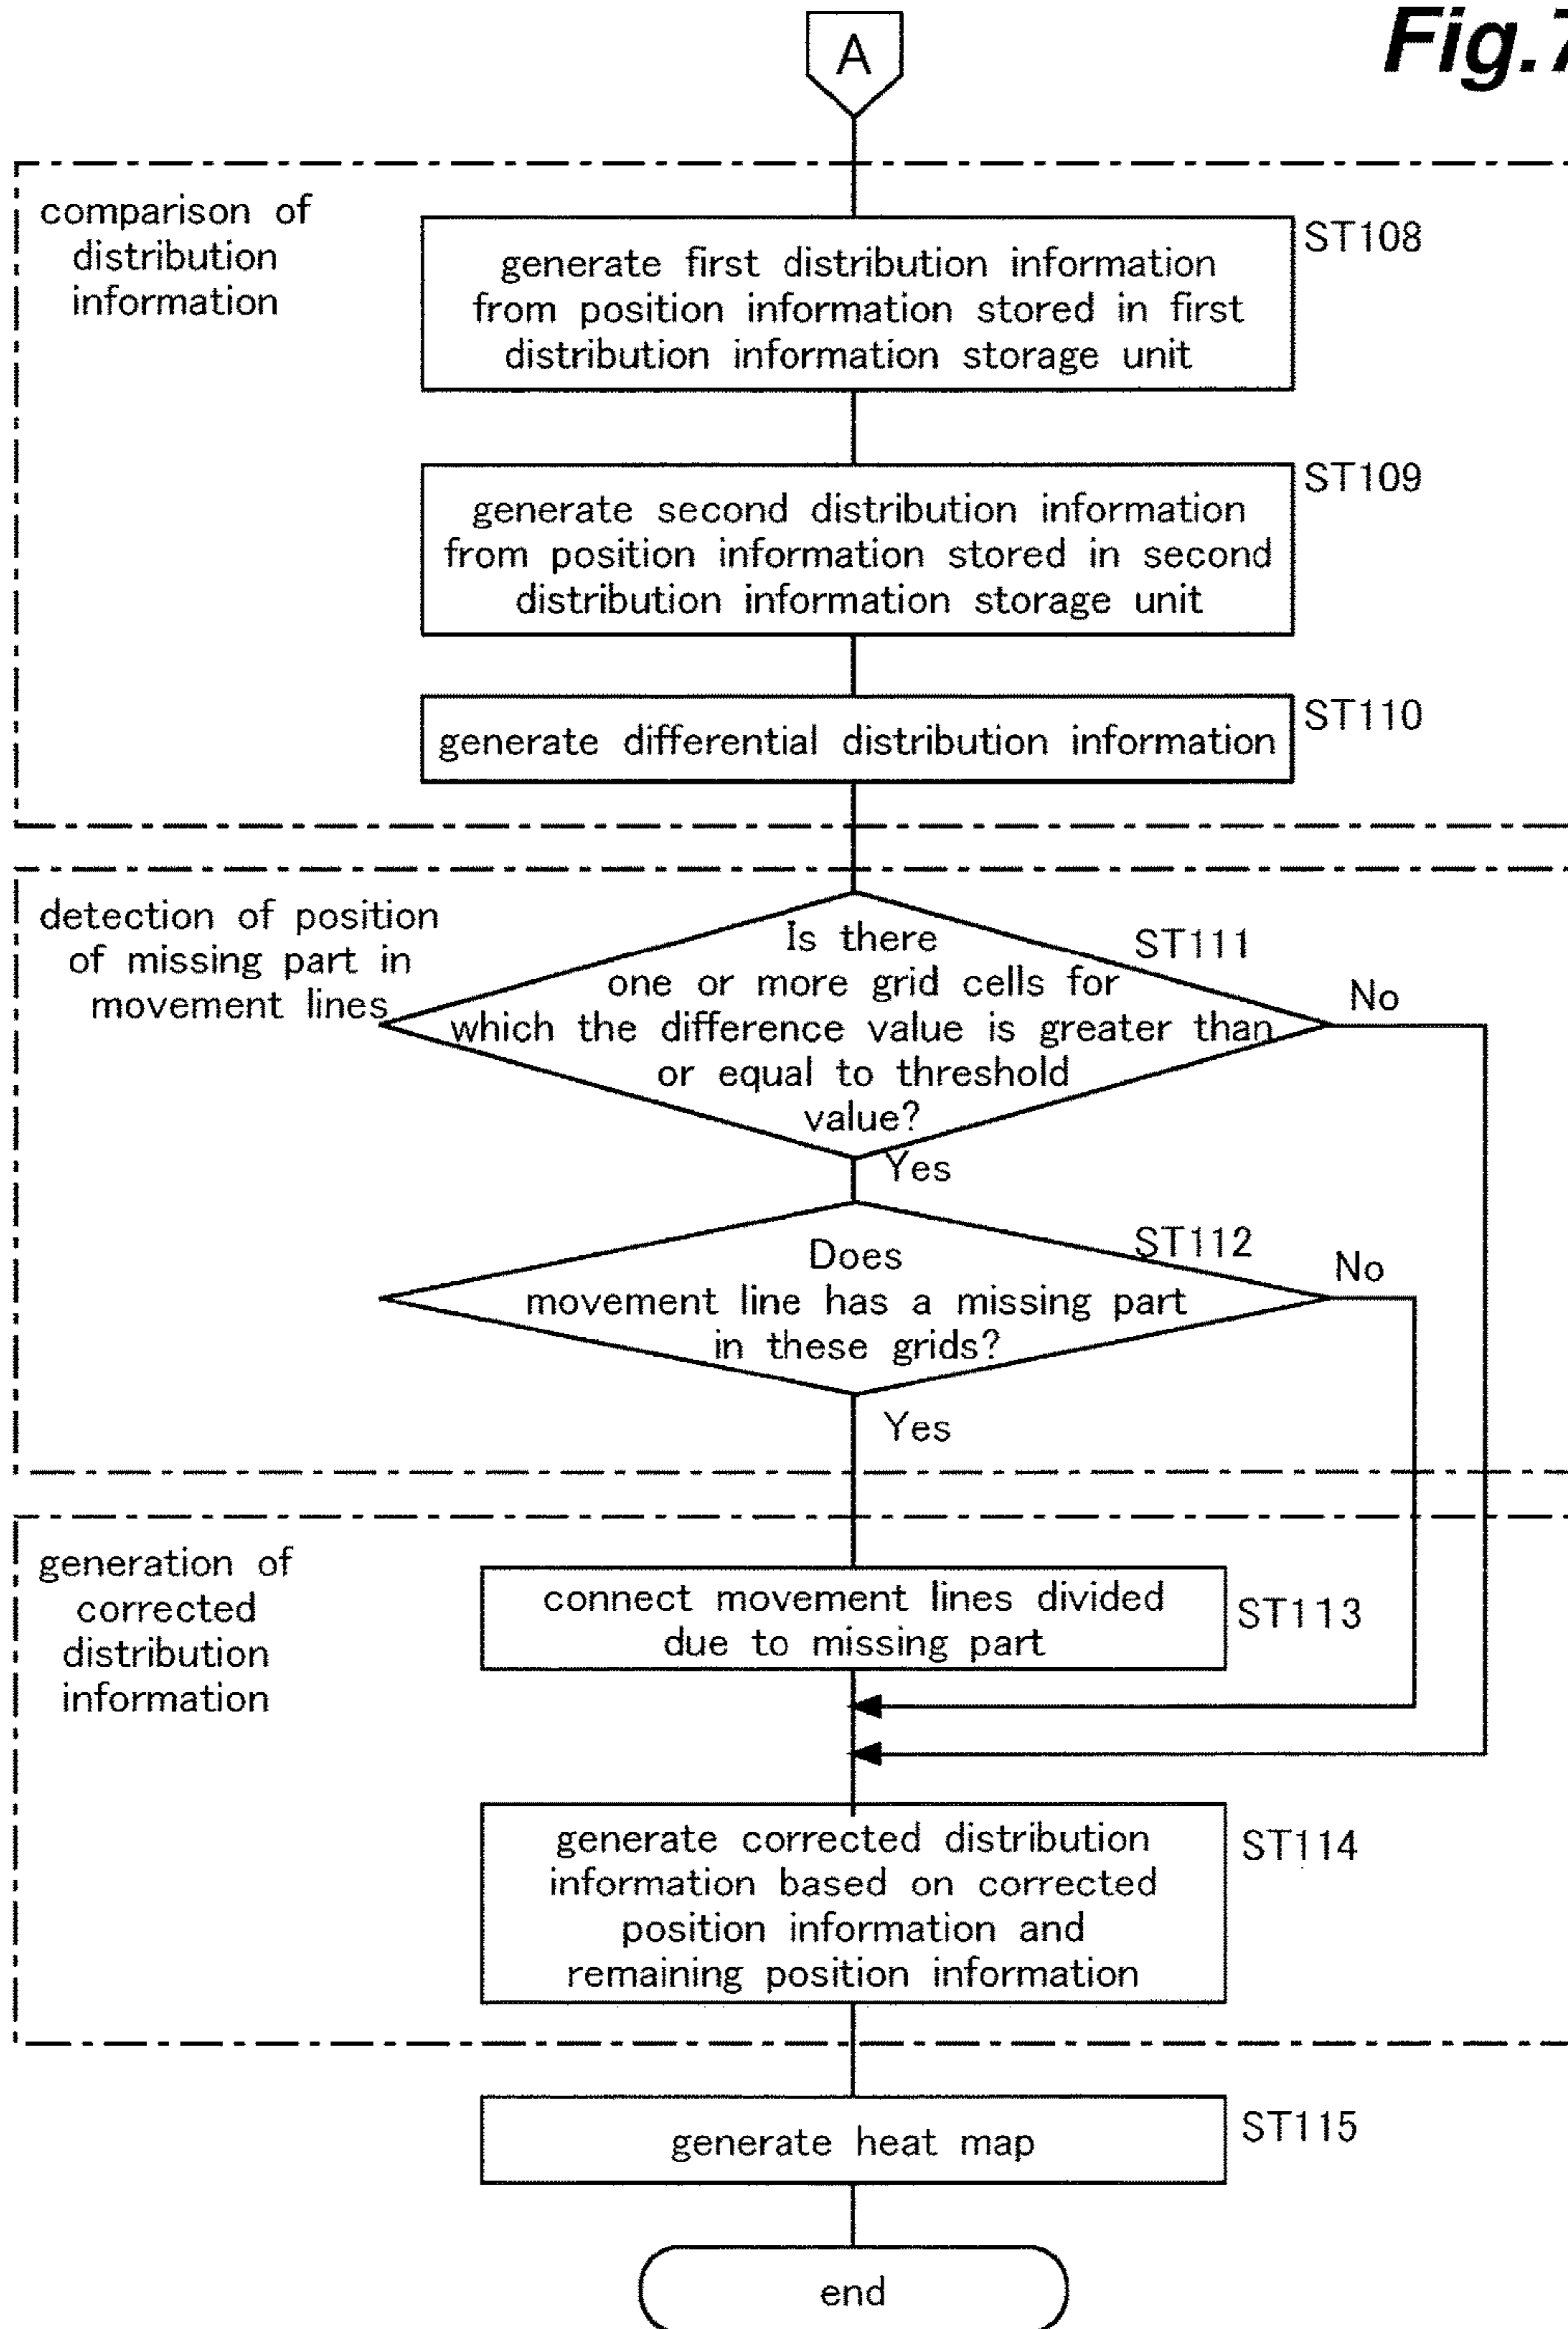 Fig.7
A
comparison of
distribution
information
generate first distribution information
from position information stored in first
distribution information storage unit
ST108
generate second distribution information
from position information stored in second
distribution information storage unit
ST109
generate differential distribution information
ST110
detection of position
of missing part in
movement lines
Is there
one or more grid cells for
which the difference value is greater than
or equal to threshold
value?
ST111
No
Yes
Does
movement line has a missing part
in these grids?
ST112
No
Yes
generation of
corrected
distribution
information
connect movement lines divided
due to missing part
ST113
generate corrected distribution
information based on corrected
position information and
remaining position information
ST114
generate heat map
ST115
end